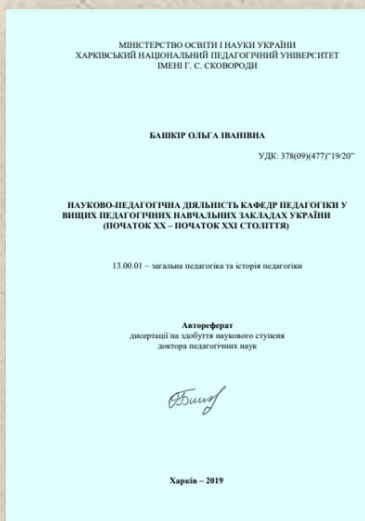 МІНІСТЕРСТВО ОСВІТИ І НАУКИ УКРАЇНИ
ХАРКІВСЬКИЙ НАЦІОНАЛЬНИЙ ПЕДАГОГІЧНИЙ УНІВЕРСИТЕТ
ІМЕНІ Г. С. СКОВОРОДИ
БАШКІР ОЛЬГА ІВАНІВНА
УДК: 378(09)(477)"19/20"
НАУКОВО-ПЕДАГОГІЧНА ДІЯЛЬНІСТЬ КАФЕДР ПЕДАГОГІКИ У
ВИЩИХ ПЕДАГОГІЧНИХ НАВЧАЛЬНИХ ЗАКЛАДАХ УКРАЇНИ
(ПОЧАТОК ХХ – ПОЧАТОК ХХІ СТОЛІТТЯ)
13.00.01 – загальна педагогіка та історія педагогіки
Автореферат
дисертації на здобуття наукового ступеня
доктора педагогічних наук
Харків – 2019